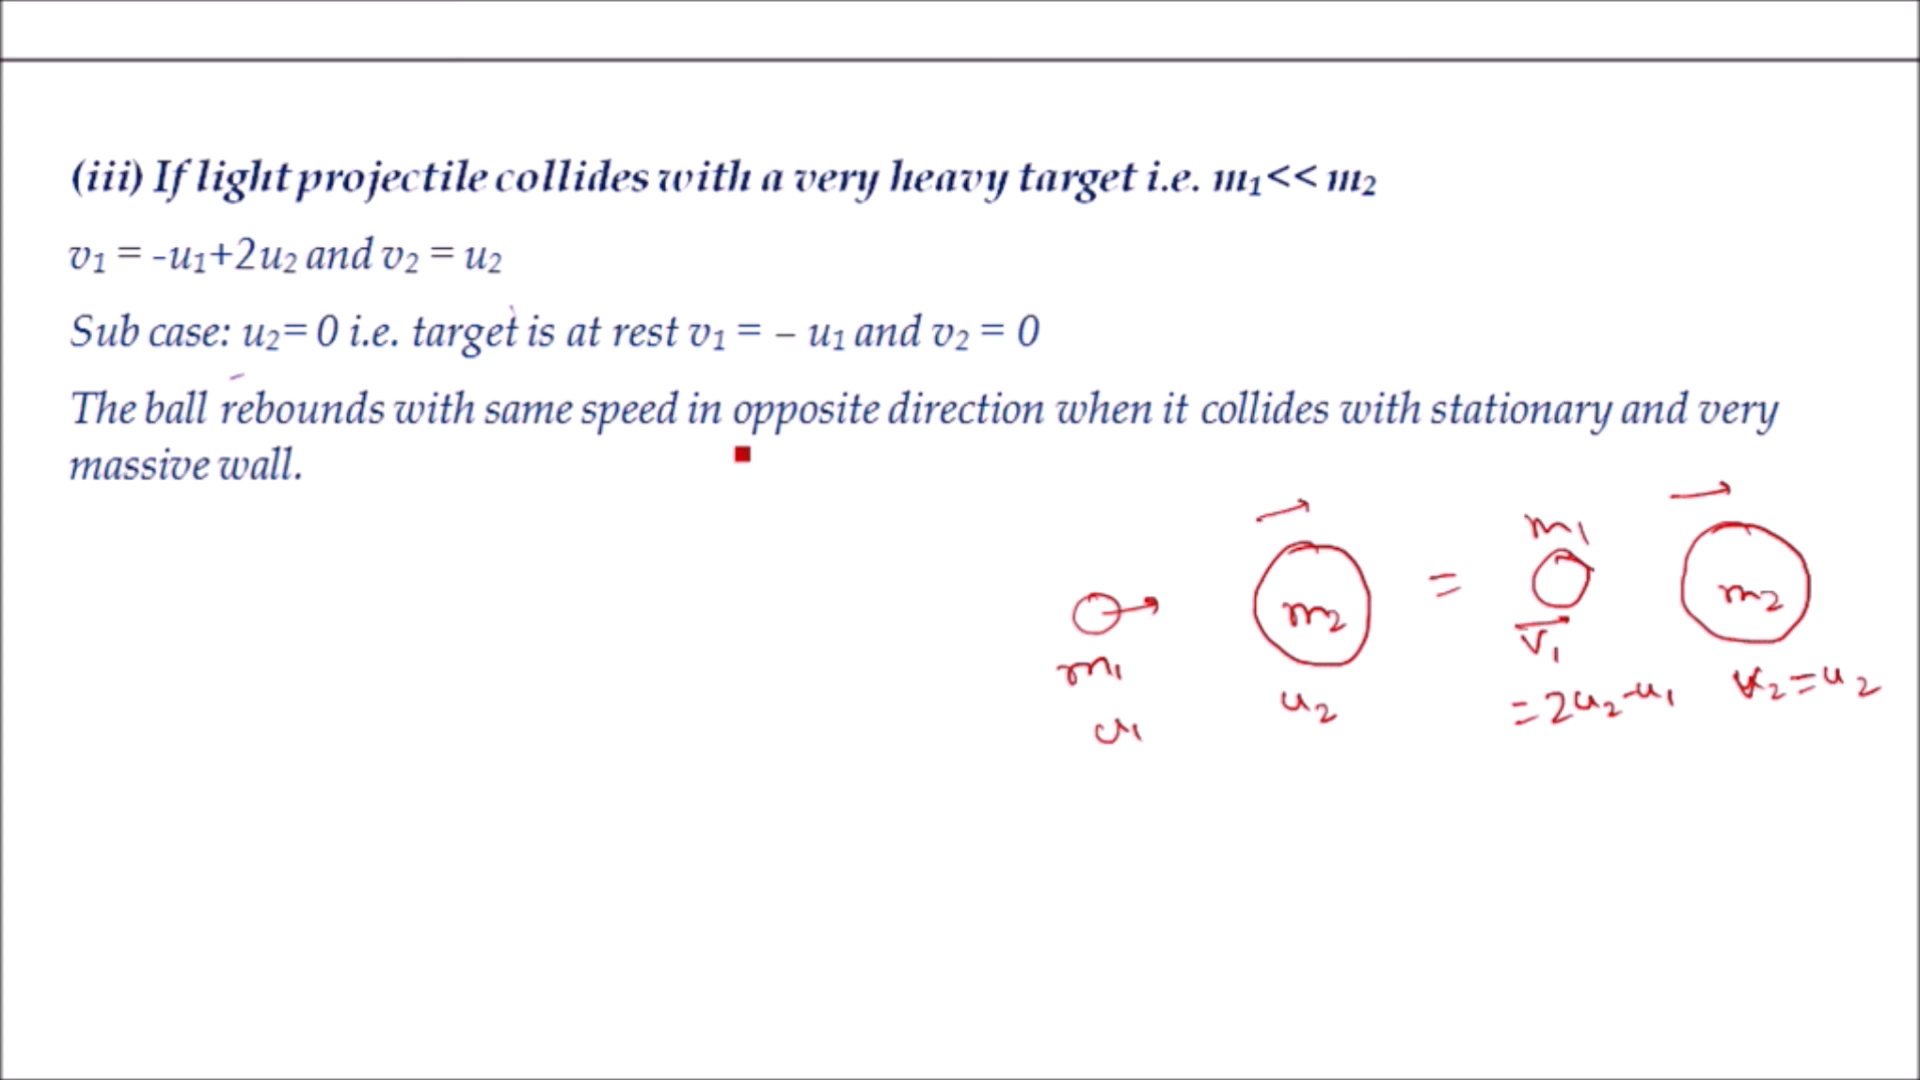 (iii) If light projectile collides with a very heavy target i.e. m₁<< m₂
v₁ = -u₁+2u₂ and v₂ = u₂
Sub case: u₂= 0 i.e. target is at rest v₁ = – u₁ and v₂ = 0
The ball rebounds with same speed in opposite direction when it collides with stationary and very
massive wall.
m₁
m₂ = m₂
m₁ v₁
u₁ u₂ = 2u₂-u₁ v₂=u₂